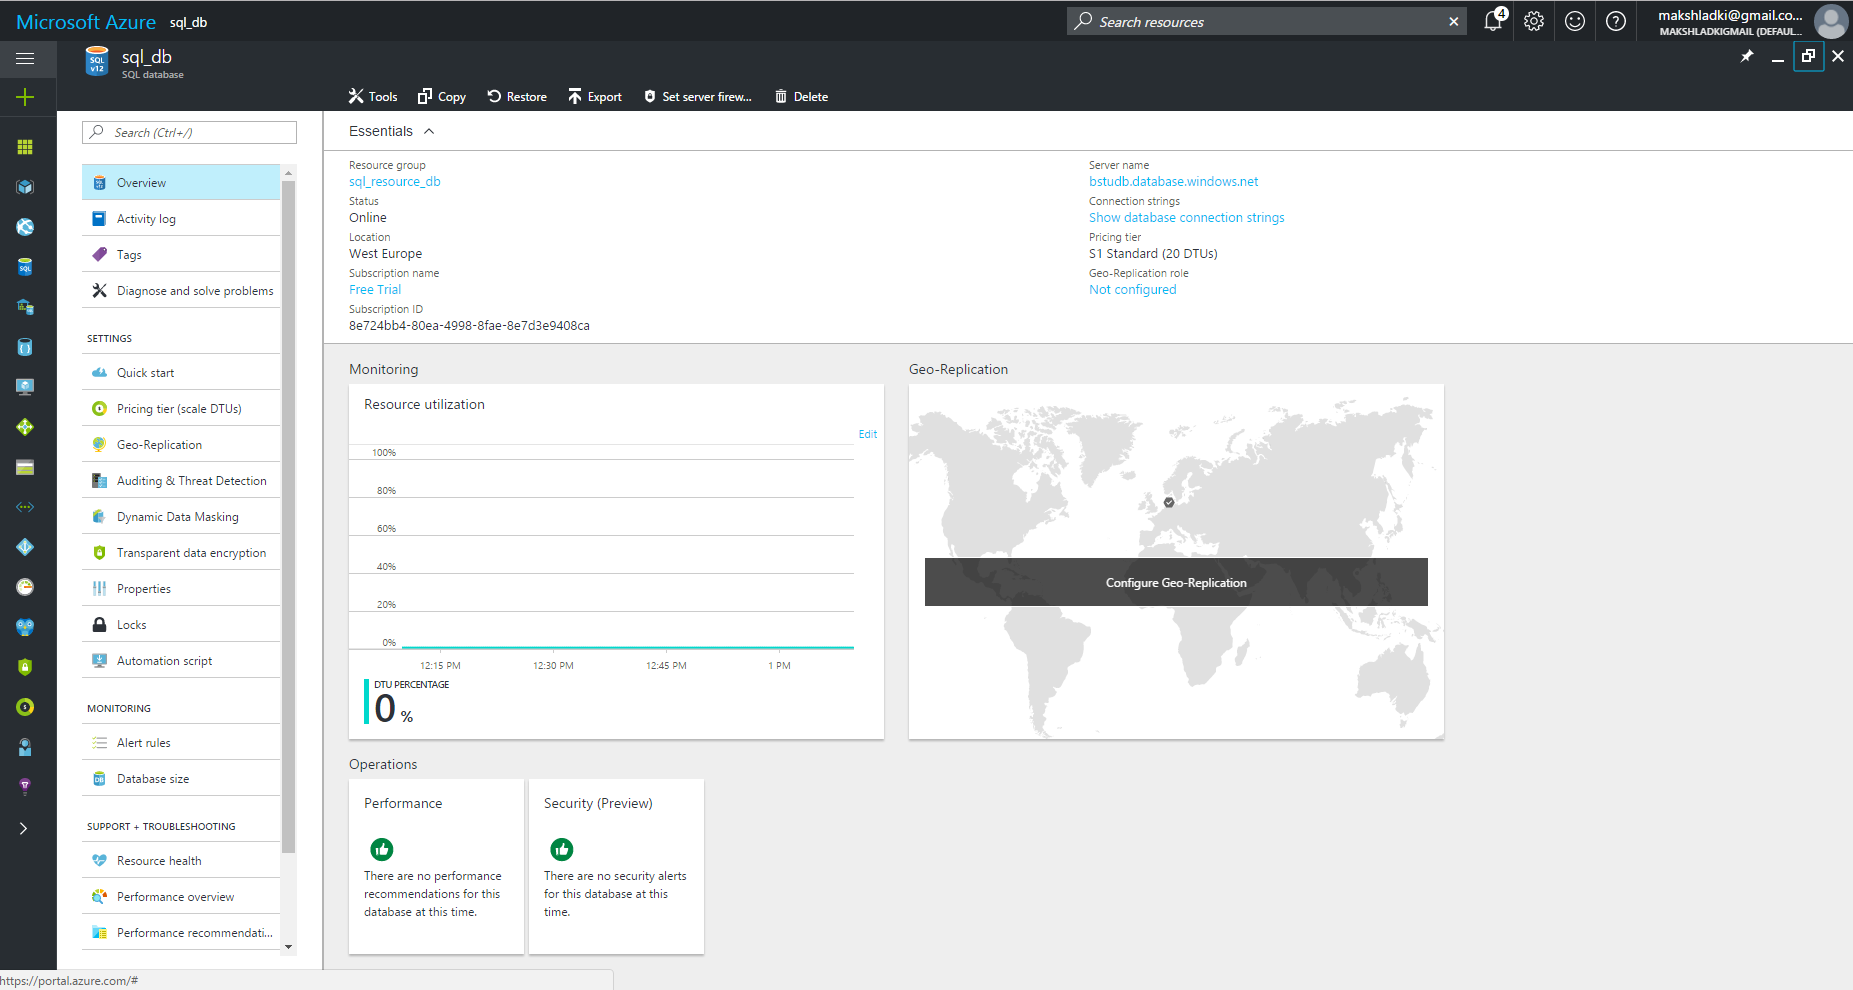 Microsoft Azure sql_db
Search resources
4
makshladki@gmail.co...
MAKSHLADKIGMAIL (DEFAUL...
SQL v12
sql_db
SQL database
Tools Copy Restore Export Set server firew... Delete
Search (Ctrl+/)
Overview
Activity log
Tags
Diagnose and solve problems
SETTINGS
Quick start
Pricing tier (scale DTUs)
Geo-Replication
Auditing & Threat Detection
Dynamic Data Masking
Transparent data encryption
Properties
Locks
Automation script
MONITORING
Alert rules
Database size
SUPPORT + TROUBLESHOOTING
Resource health
Performance overview
Performance recommendati...
Essentials
Resource group
sql_resource_db
Status
Online
Location
West Europe
Subscription name
Free Trial
Subscription ID
8e724bb4-80ea-4998-8fae-8e7d3e9408ca
Server name
bstudb.database.windows.net
Connection strings
Show database connection strings
Pricing tier
S1 Standard (20 DTUs)
Geo-Replication role
Not configured
Monitoring
Resource utilization
Edit
100%
80%
60%
40%
20%
0%
12:15 PM 12:30 PM 12:45 PM 1 PM
DTU PERCENTAGE
0 %
Geo-Replication
Configure Geo-Replication
Operations
Performance
There are no performance
recommendations for this
database at this time.
Security (Preview)
There are no security alerts
for this database at this
time.
https://portal.azure.com/#